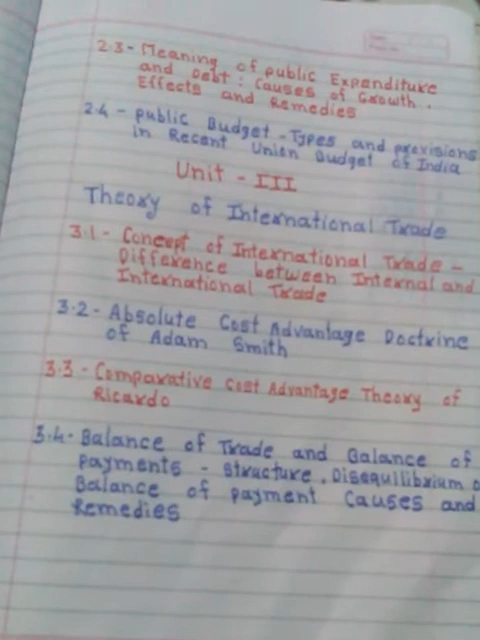 2.3 - Meaning of public Expenditure
and Debt : Causes of Growth.
Effects and Remedies
2.4 - public Budget - Types and provisions
in Recent Union Budget of India
Unit - III
Theory of International Trade
3.1 - Concept of International Trade -
Difference between Internal and
International Trade
3.2 - Absolute Cost Advantage Doctrine
of Adam Smith
3.3 - Comparative Cost Advantage Theory of
Ricardo
3.4 - Balance of Trade and Balance of
payments - structure. Disequilibrium
Balance of payment Causes and
Remedies